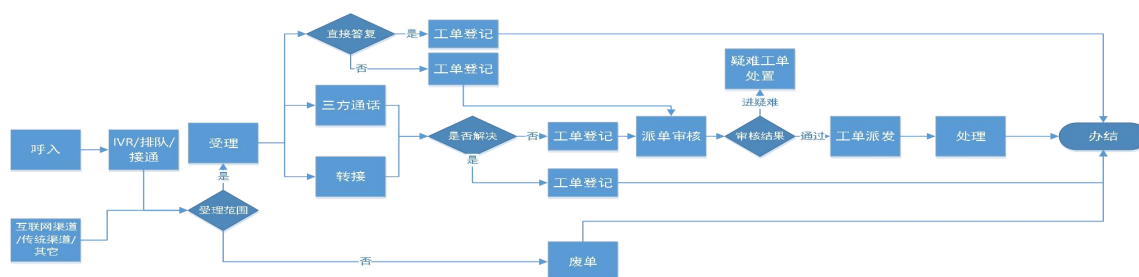 直接答复
是
工单登记
否
工单登记
疑难工单
处置
进疑难
三方通话
呼入
IVR/排队/
接通
受理
是否解决
否
工单登记
派单审核
审核结果
通过
工单派发
处理
办结
是
转接
是
工单登记
受理范围
互联网渠道
/传统渠道/
其它
否
废单